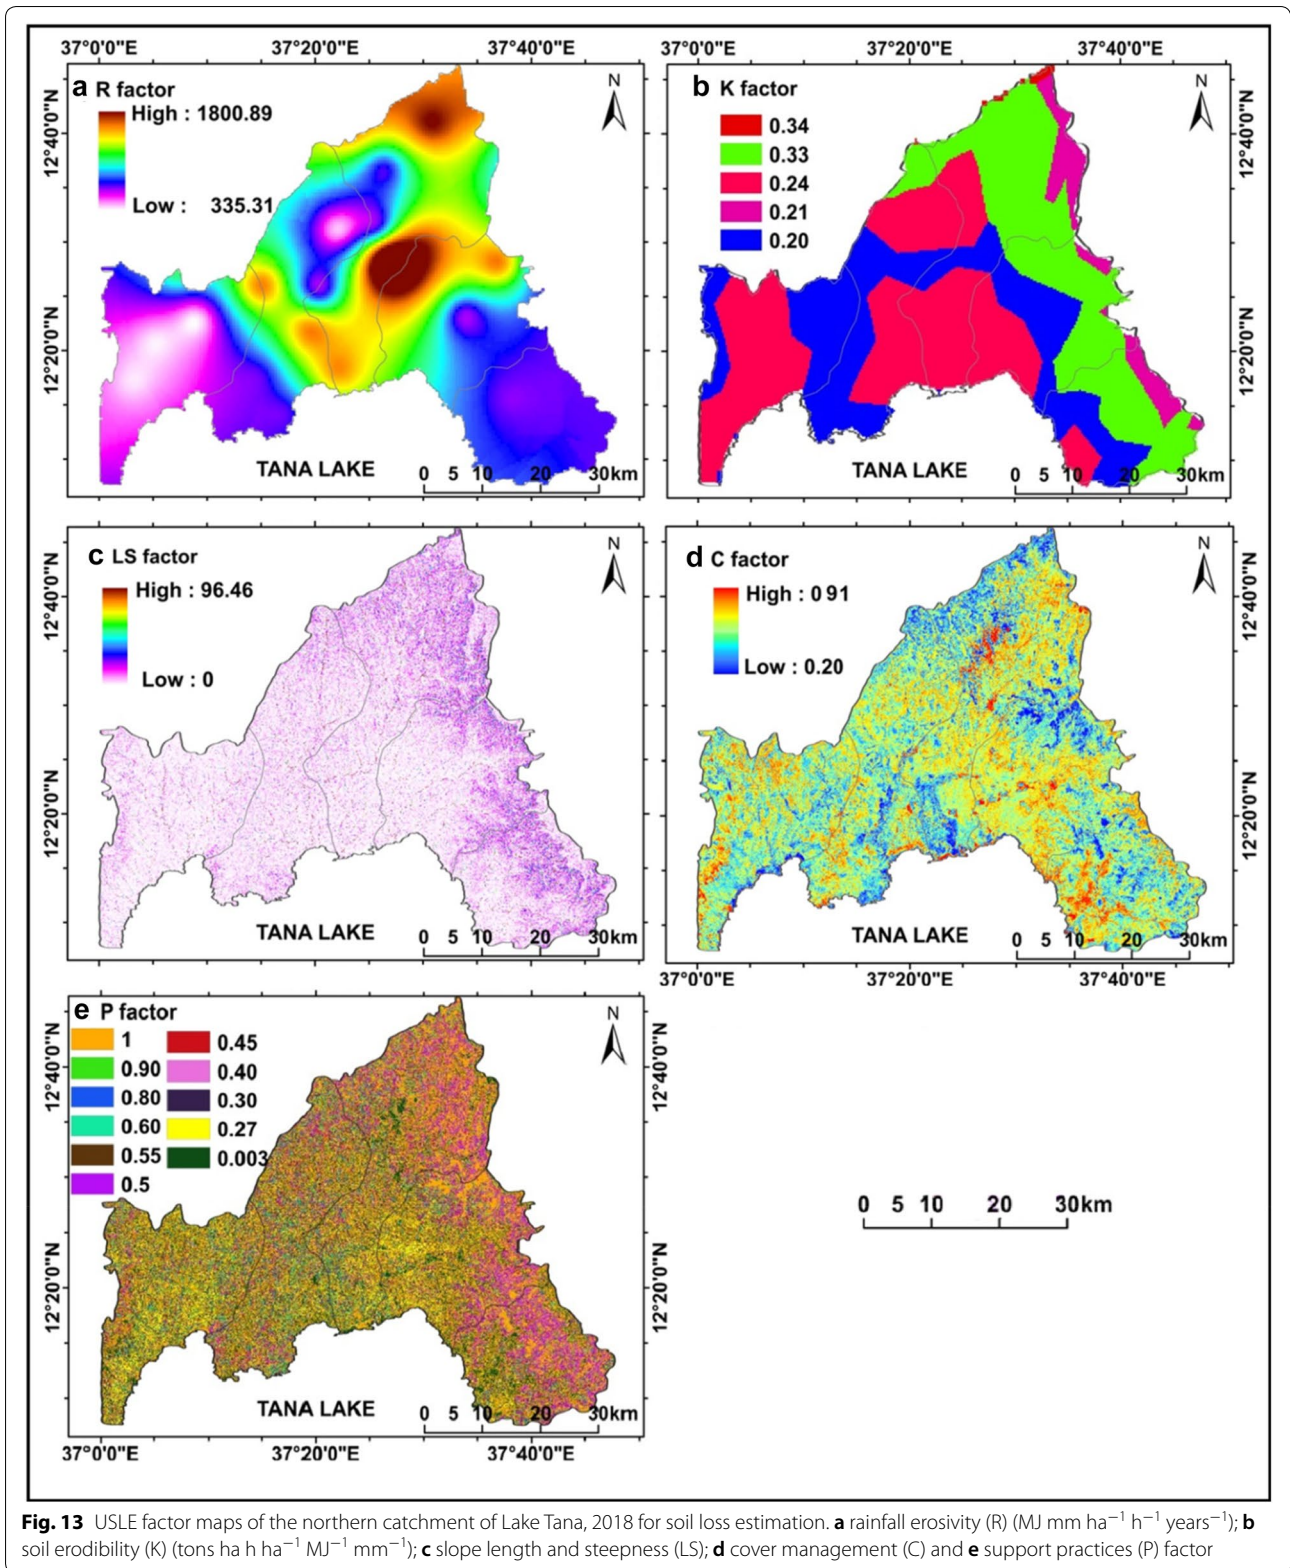 37°0'0"E 37°20'0"E 37°40'0"E 37°0'0"E 37°20'0"E 37°40'0"E
a R factor
High : 1800.89
Low : 335.31
N
12°40'0"N
12°20'0"N
TANA LAKE
0 5 10 20 30km
b K factor
0.34
0.33
0.24
0.21
0.20
N
12°40'0"N
12°20'0"N
TANA LAKE
0 5 10 20 30km
c LS factor
High : 96.46
Low : 0
N
12°40'0"N
12°20'0"N
TANA LAKE
0 5 10 20 30km
d C factor
High : 0 91
Low : 0.20
N
12°40'0"N
12°20'0"N
TANA LAKE
0 5 10 20 30km
37°0'0"E 37°20'0"E 37°40'0"E
e P factor
1 0.45
0.90 0.40
0.80 0.30
0.60 0.27
0.55 0.003
0.5
N
12°40'0"N
12°20'0"N
12°40'0"N
12°20'0"N
TANA LAKE
0 5 10 20 30km
37°0'0"E 37°20'0"E 37°40'0"E
0 5 10 20 30km
Fig. 13 USLE factor maps of the northern catchment of Lake Tana, 2018 for soil loss estimation. a rainfall erosivity (R) (MJ mm ha⁻¹ h⁻¹ years⁻¹); b
soil erodibility (K) (tons ha h ha⁻¹ MJ⁻¹ mm⁻¹); c slope length and steepness (LS); d cover management (C) and e support practices (P) factor